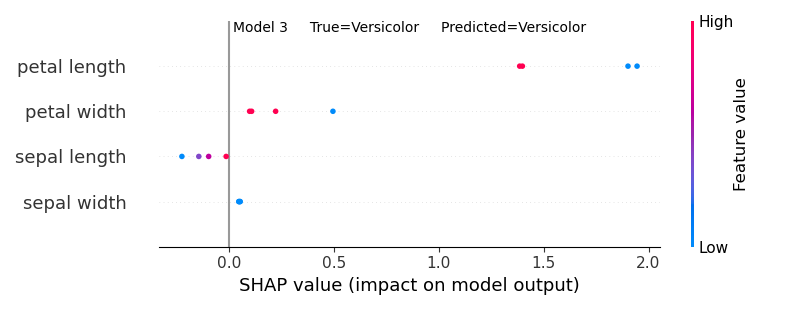 Model 3 True=Versicolor Predicted=Versicolor
High
petal length
petal width
sepal length
sepal width
Feature value
Low
0.0 0.5 1.0 1.5 2.0
SHAP value (impact on model output)